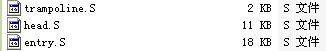 trampoline.S 2 KB S 文件
head.S 11 KB S 文件
entry.S 18 KB S 文件